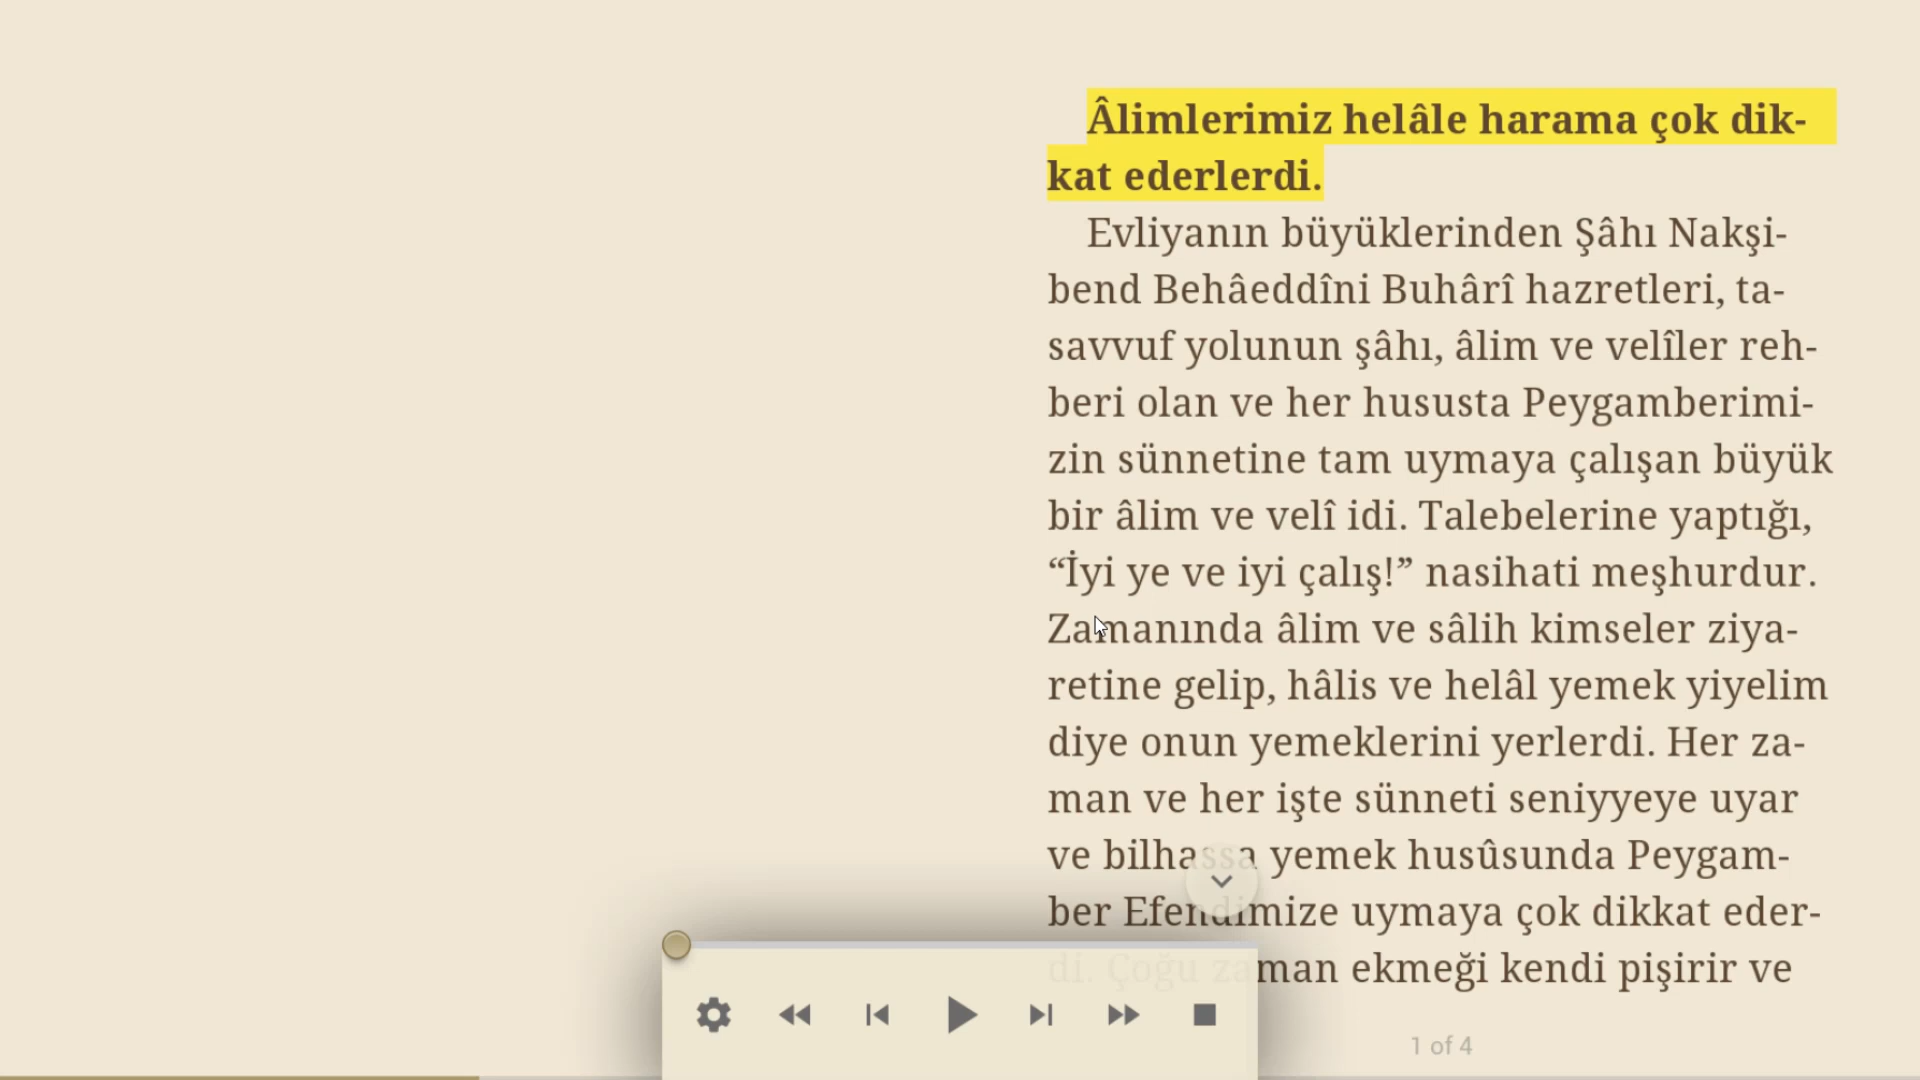 Âlimlerimiz helâle harama çok dik-
kat ederlerdi.
Evliyanın büyüklerinden Şâhı Nakşi-
bend Behâeddîni Buhârî hazretleri, ta-
savvuf yolunun şâhı, âlim ve velîler reh-
beri olan ve her hususta Peygamberimi-
zin sünnetine tam uymaya çalışan büyük
bir âlim ve velî idi. Talebelerine yaptığı,
“İyi ye ve iyi çalış!” nasihati meşhurdur.
Zamanında âlim ve sâlih kimseler ziya-
retine gelip, hâlis ve helâl yemek yiyelim
diye onun yemeklerini yerlerdi. Her za-
man ve her işte sünneti seniyyeye uyar
ve bilhassa yemek husûsunda Peygam-
ber Efendimize uymaya çok dikkat eder-
di. Çoğu zaman ekmeği kendi pişirir ve
1 of 4